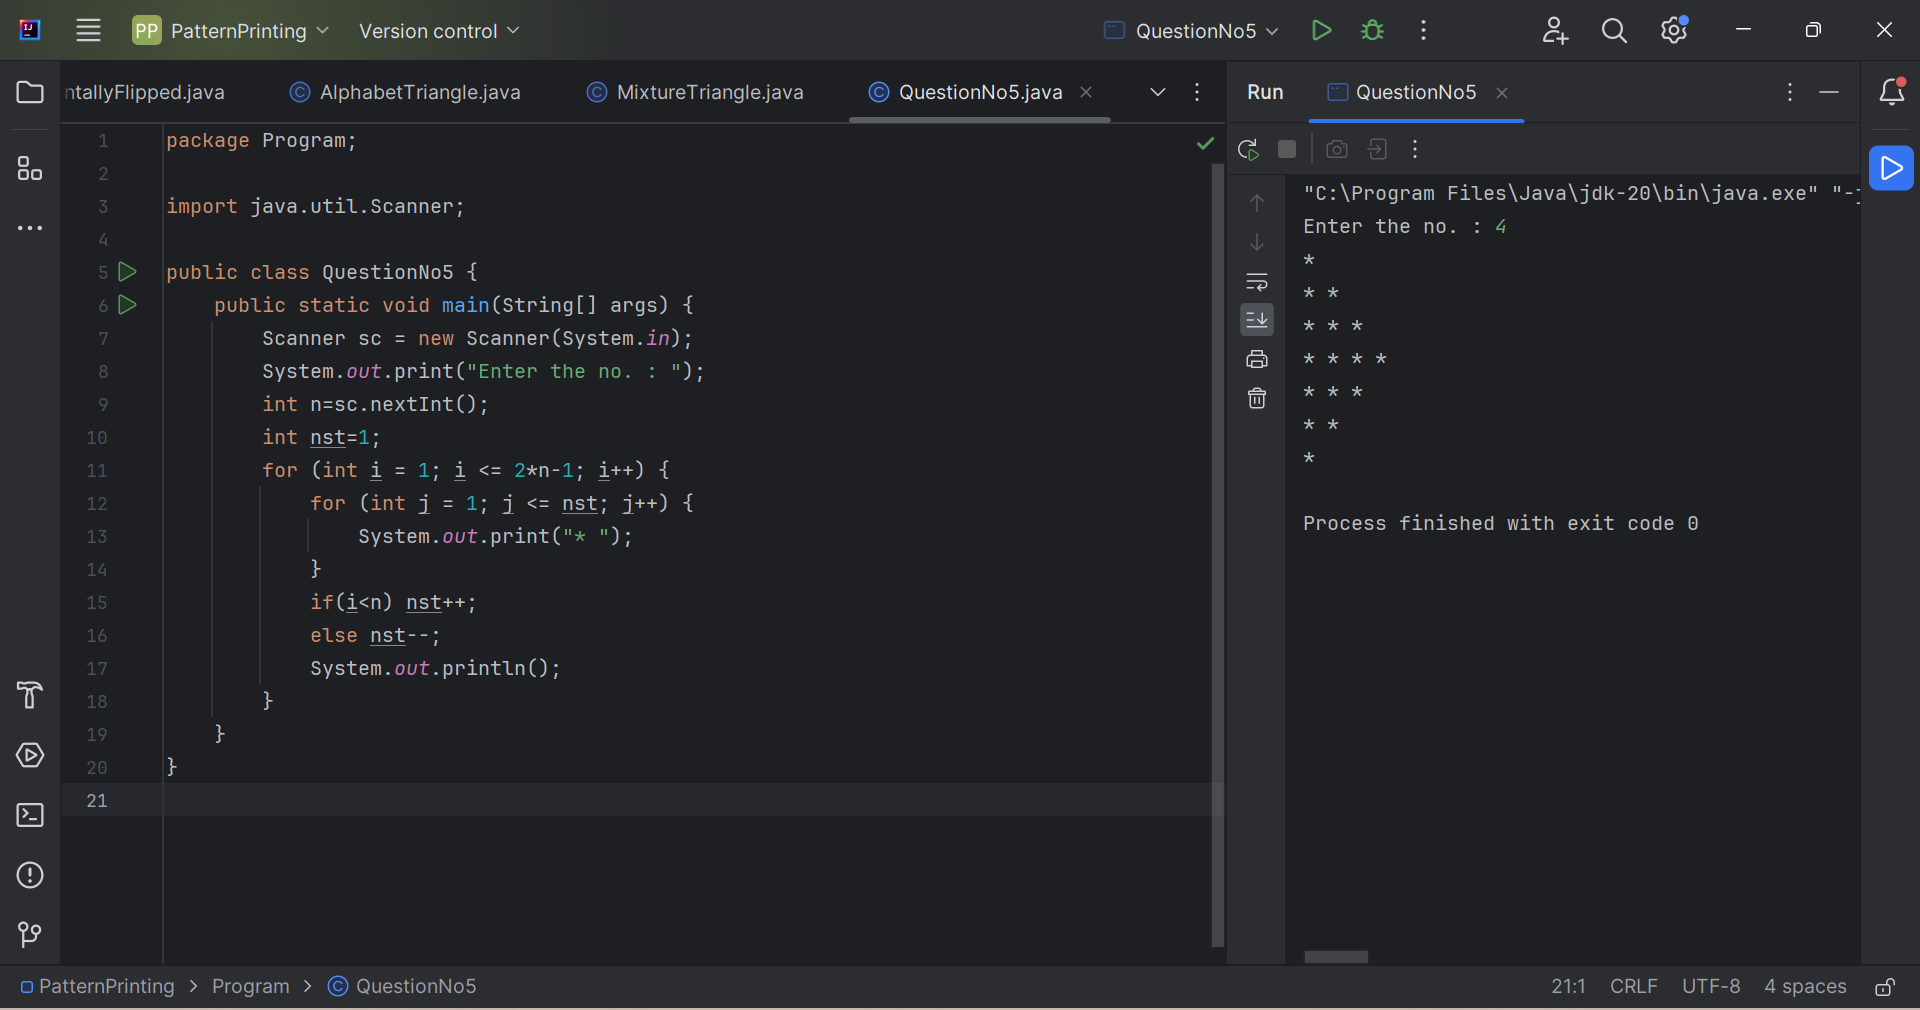 PP PatternPrinting Version control QuestionNo5
ntallyFlipped.java AlphabetTriangle.java MixtureTriangle.java QuestionNo5.java
Run QuestionNo5
1 package Program;
2
3 import java.util.Scanner;
4
5 public class QuestionNo5 {
6 public static void main(String[] args) {
7 Scanner sc = new Scanner(System.in);
8 System.out.print("Enter the no. : ");
9 int n=sc.nextInt();
10 int nst=1;
11 for (int i = 1; i <= 2*n-1; i++) {
12 for (int j = 1; j <= nst; j++) {
13 System.out.print("* ");
14 }
15 if(i<n) nst++;
16 else nst--;
17 System.out.println();
18 }
19 }
20 }
21
"C:\Program Files\Java\jdk-20\bin\java.exe" "-
Enter the no. : 4
*
* *
* * *
* * * *
* * *
* *
*
Process finished with exit code 0
PatternPrinting > Program > QuestionNo5
21:1 CRLF UTF-8 4 spaces